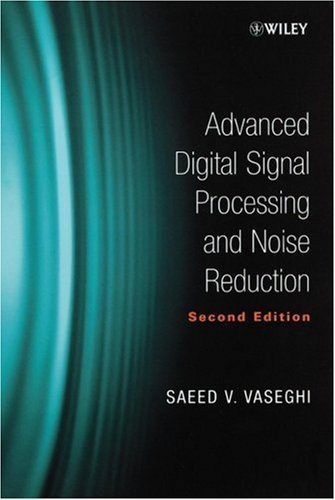 WILEY
Advanced
Digital Signal
Processing
and Noise
Reduction
Second Edition
SAEED V. VASEGHI